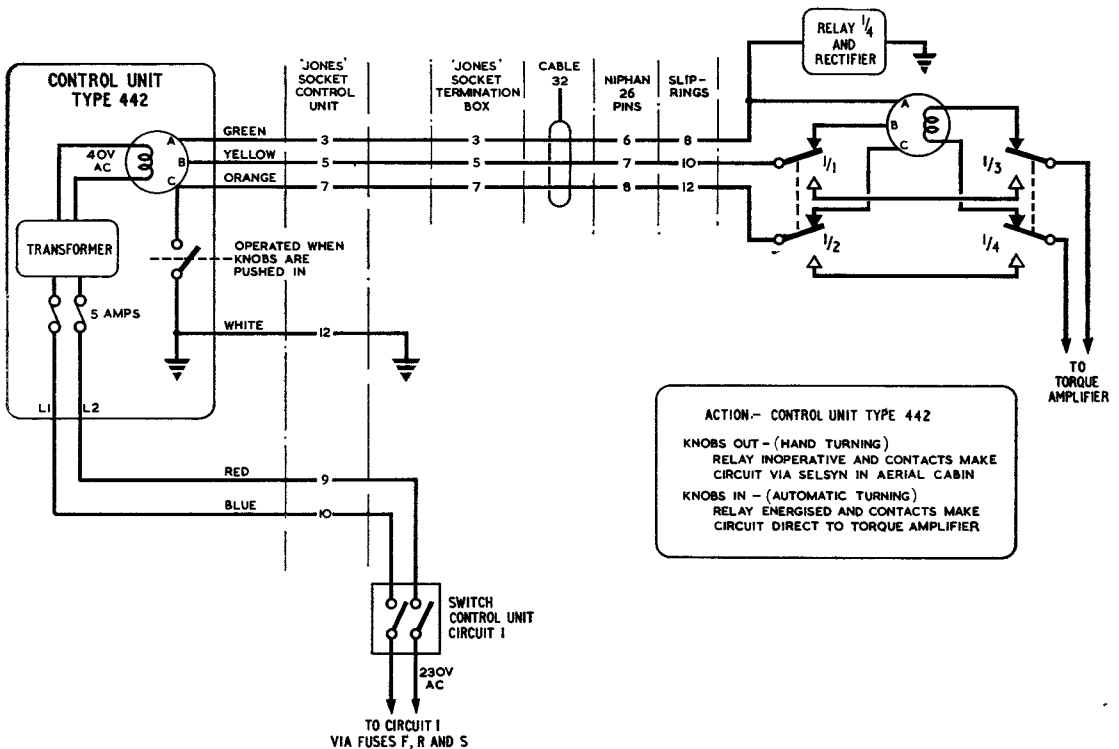 RELAY 1/4
AND
RECTIFIER
CONTROL UNIT
TYPE 442
'JONES'
SOCKET
CONTROL
UNIT
'JONES'
SOCKET
TERMINATION
BOX
CABLE
32
NIPHAN
26
PINS
SLIP-
RINGS
A
B
C
40V
AC
GREEN 3 3 6 8
YELLOW 5 5 7 10
ORANGE 7 7 8 12
A
B
C
1/1
1/3
1/2
1/4
TRANSFORMER
OPERATED WHEN
KNOBS ARE
PUSHED IN
5 AMPS
WHITE 12
L1 L2
TO
TORQUE
AMPLIFIER
ACTION.- CONTROL UNIT TYPE 442
KNOBS OUT - (HAND TURNING)
RELAY INOPERATIVE AND CONTACTS MAKE
CIRCUIT VIA SELSYN IN AERIAL CABIN
KNOBS IN - (AUTOMATIC TURNING)
RELAY ENERGISED AND CONTACTS MAKE
CIRCUIT DIRECT TO TORQUE AMPLIFIER
RED 9
BLUE 10
SWITCH
CONTROL UNIT
CIRCUIT 1
230V
AC
TO CIRCUIT 1
VIA FUSES F, R AND S